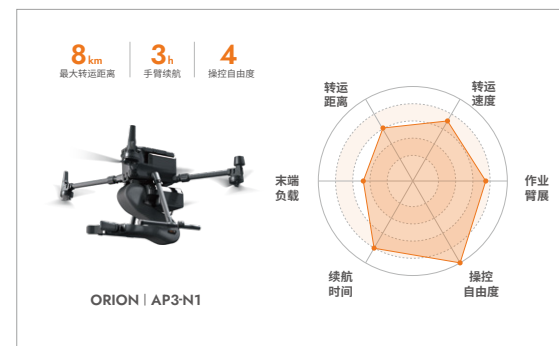 8km
最大转运距离
3h
手臂续航
4
操控自由度
转运
距离
转运
速度
末端
负载
作业
臂展
续航
时间
操控
自由度
ORION | AP3-N1